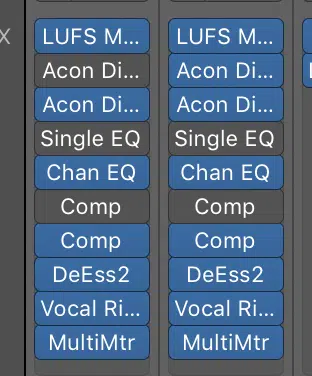 X
LUFS M...
Acon Di...
Acon Di...
Single EQ
Chan EQ
Comp
Comp
DeEss2
Vocal Ri...
MultiMtr
LUFS M...
Acon Di...
Acon Di...
Single EQ
Chan EQ
Comp
Comp
DeEss2
Vocal Ri...
MultiMtr